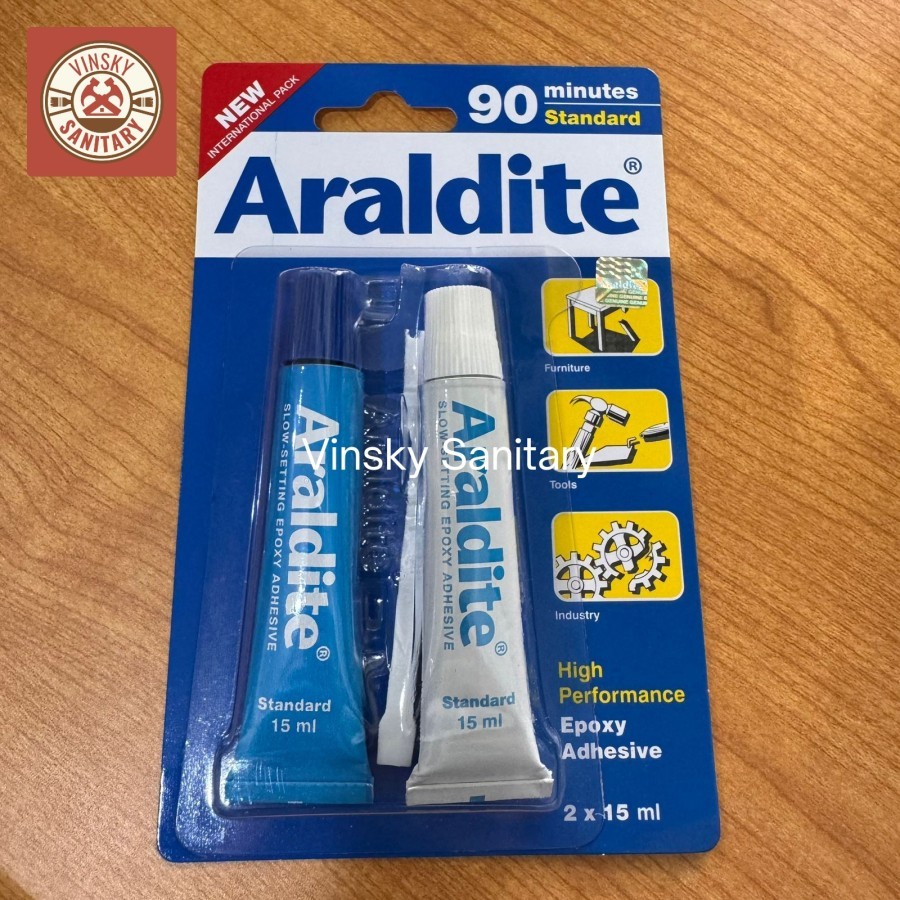 VINSKY
SANITARY
NEW
INTERNATIONAL PACK
90 minutes
Standard
Araldite®
Furniture
Tools
Industry
Araldite®
SLOW-SETTING EPOXY ADHESIVE
Standard
15 ml
Araldite®
SLOW-SETTING EPOXY ADHESIVE
Standard
15 ml
Vinsky Sanitary
High
Performance
Epoxy
Adhesive
2 x 15 ml